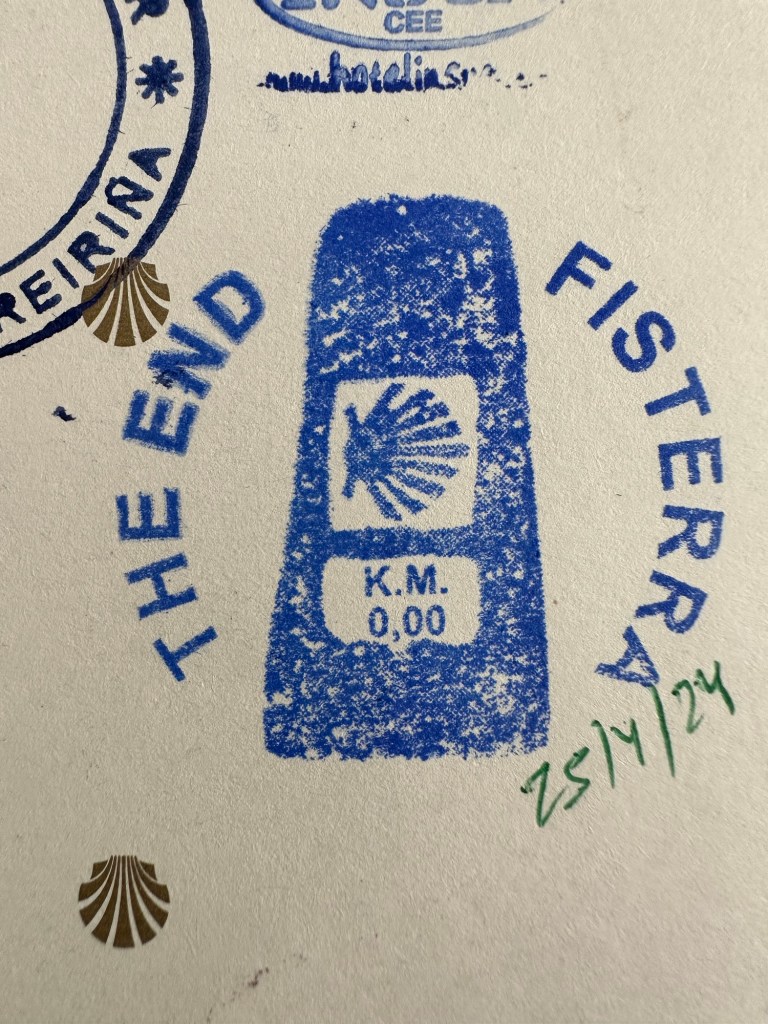 CEE
REIRIÑA
THE END
FISTERRA
K.M.
0,00
25/4/24